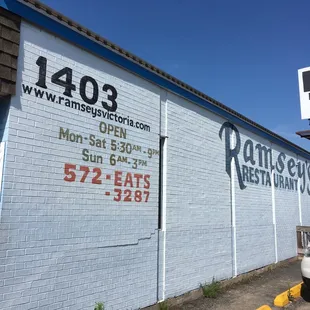 1403
www.ramseysvictoria.com
OPEN
Mon-Sat 5:30AM-9PM
Sun 6AM-3PM
572-EATS
-3287
Ramsey's
RESTAURANT